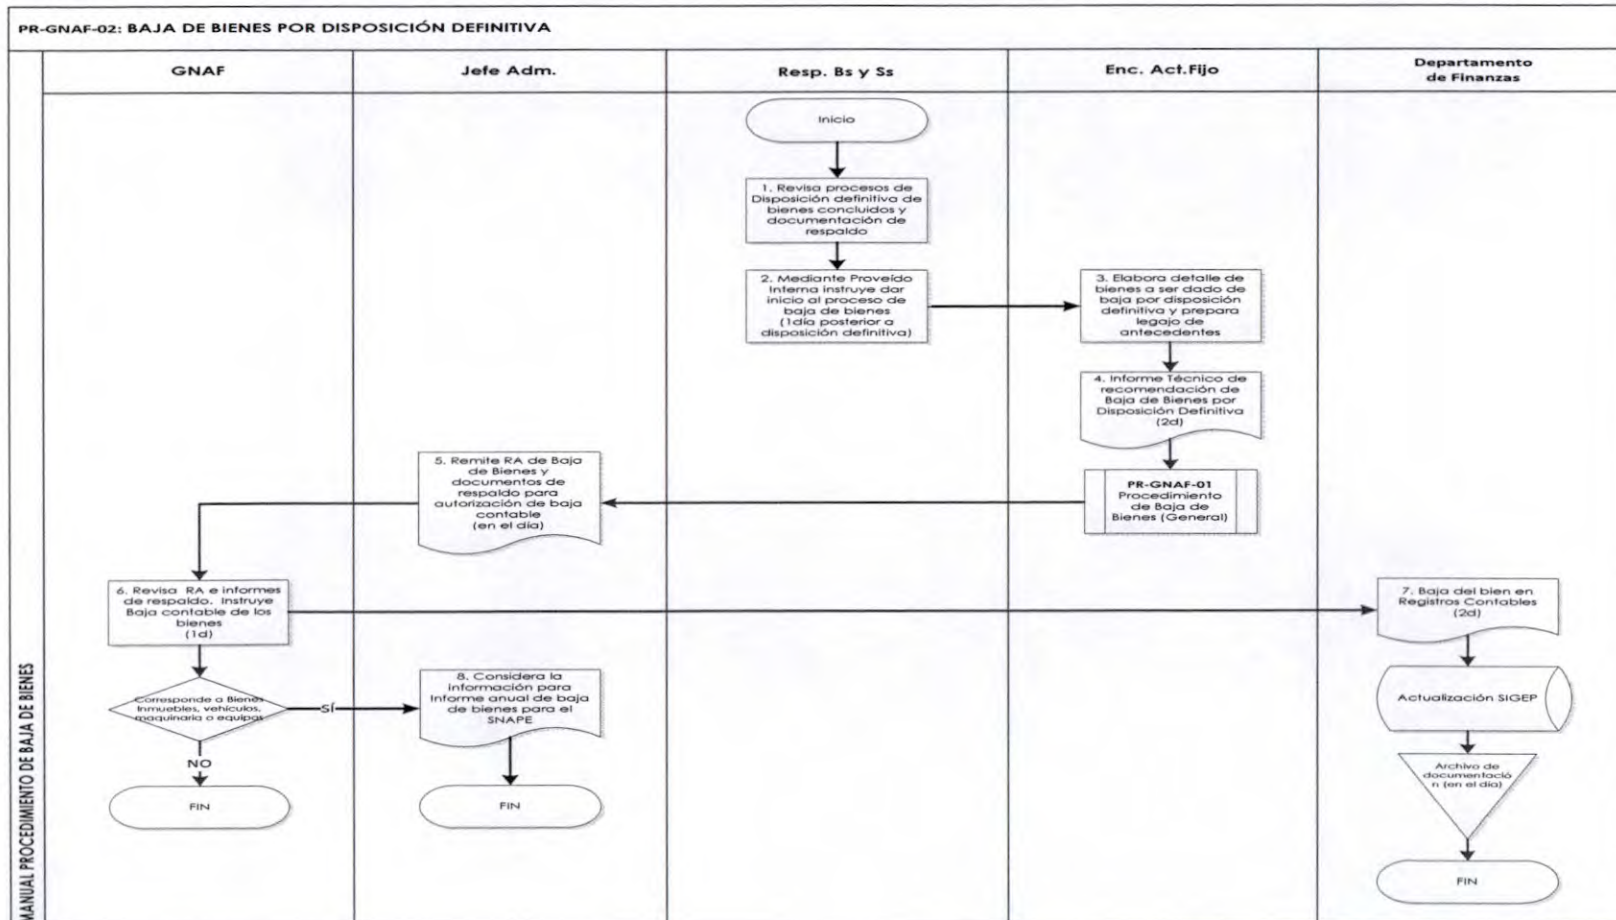 PR-GNAF-02: BAJA DE BIENES POR DISPOSICIÓN DEFINITIVA
GNAF
Jefe Adm.
Resp. Bs y Ss
Enc. Act.Fijo
Departamento
de Finanzas
Inicio
1. Revisa procesos de
Disposición definitiva de
bienes concluidos y
documentación de
respaldo
2. Mediante Proveído
Interna instruye dar
inicio al proceso de
baja de bienes
(1día posterior a
disposición definitiva)
3. Elabora detalle de
bienes a ser dado de
baja por disposición
definitiva y prepara
legajo de
antecedentes
4. Informe Técnico de
recomendación de
Baja de Bienes por
Disposición Definitiva
(2d)
PR-GNAF-01
Procedimiento
de Baja de
Bienes (General)
5. Remite RA de Baja
de Bienes y
documentos de
respaldo para
autorización de baja
contable
(en el día)
6. Revisa RA e informes
de respaldo. Instruye
Baja contable de los
bienes
(1d)
7. Baja del bien en
Registros Contables
(2d)
Corresponde a Bienes
Inmuebles, vehículos,
maquinaria o equipos
SÍ
NO
8. Considera la
información para
Informe anual de baja
de bienes para el
SNAPE
Actualización SIGEP
Archivo de
documentació
n (en el día)
FIN
FIN
FIN
MANUAL PROCEDIMIENTO DE BAJA DE BIENES